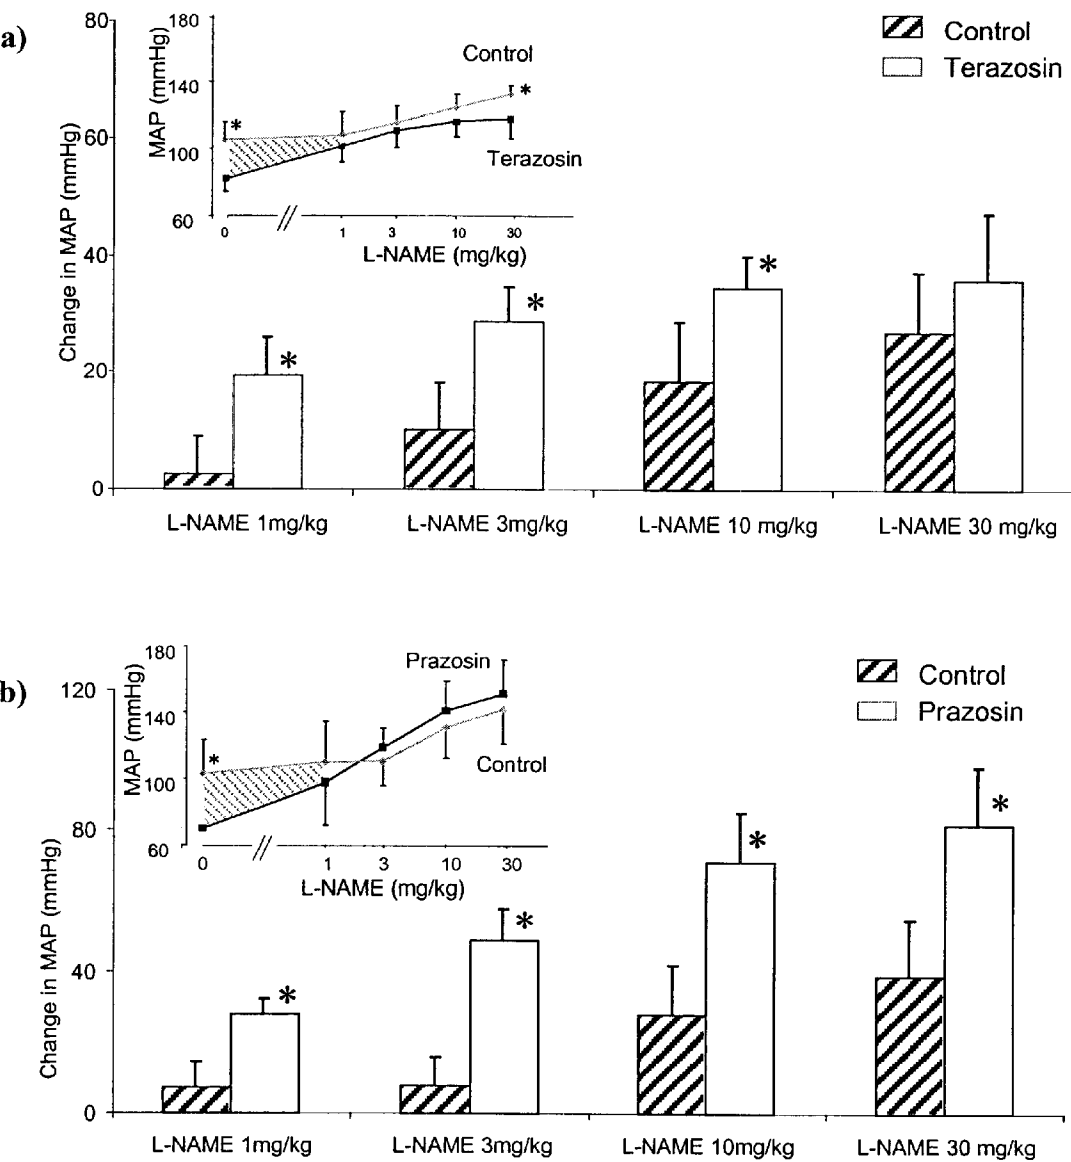 a)
80
60
40
20
0
Change in MAP (mmHg)
180
140
100
60
MAP (mmHg)
Control
*
*
Terazosin
0 // 1 3 10 30
L-NAME (mg/kg)
Control
Terazosin
*
*
*
L-NAME 1mg/kg
L-NAME 3mg/kg
L-NAME 10 mg/kg
L-NAME 30 mg/kg
b)
120
80
40
0
Change in MAP (mmHg)
180
140
100
60
MAP (mmHg)
Prazosin
*
Control
0 // 1 3 10 30
L-NAME (mg/kg)
Control
Prazosin
*
*
*
*
L-NAME 1mg/kg
L-NAME 3mg/kg
L-NAME 10mg/kg
L-NAME 30 mg/kg